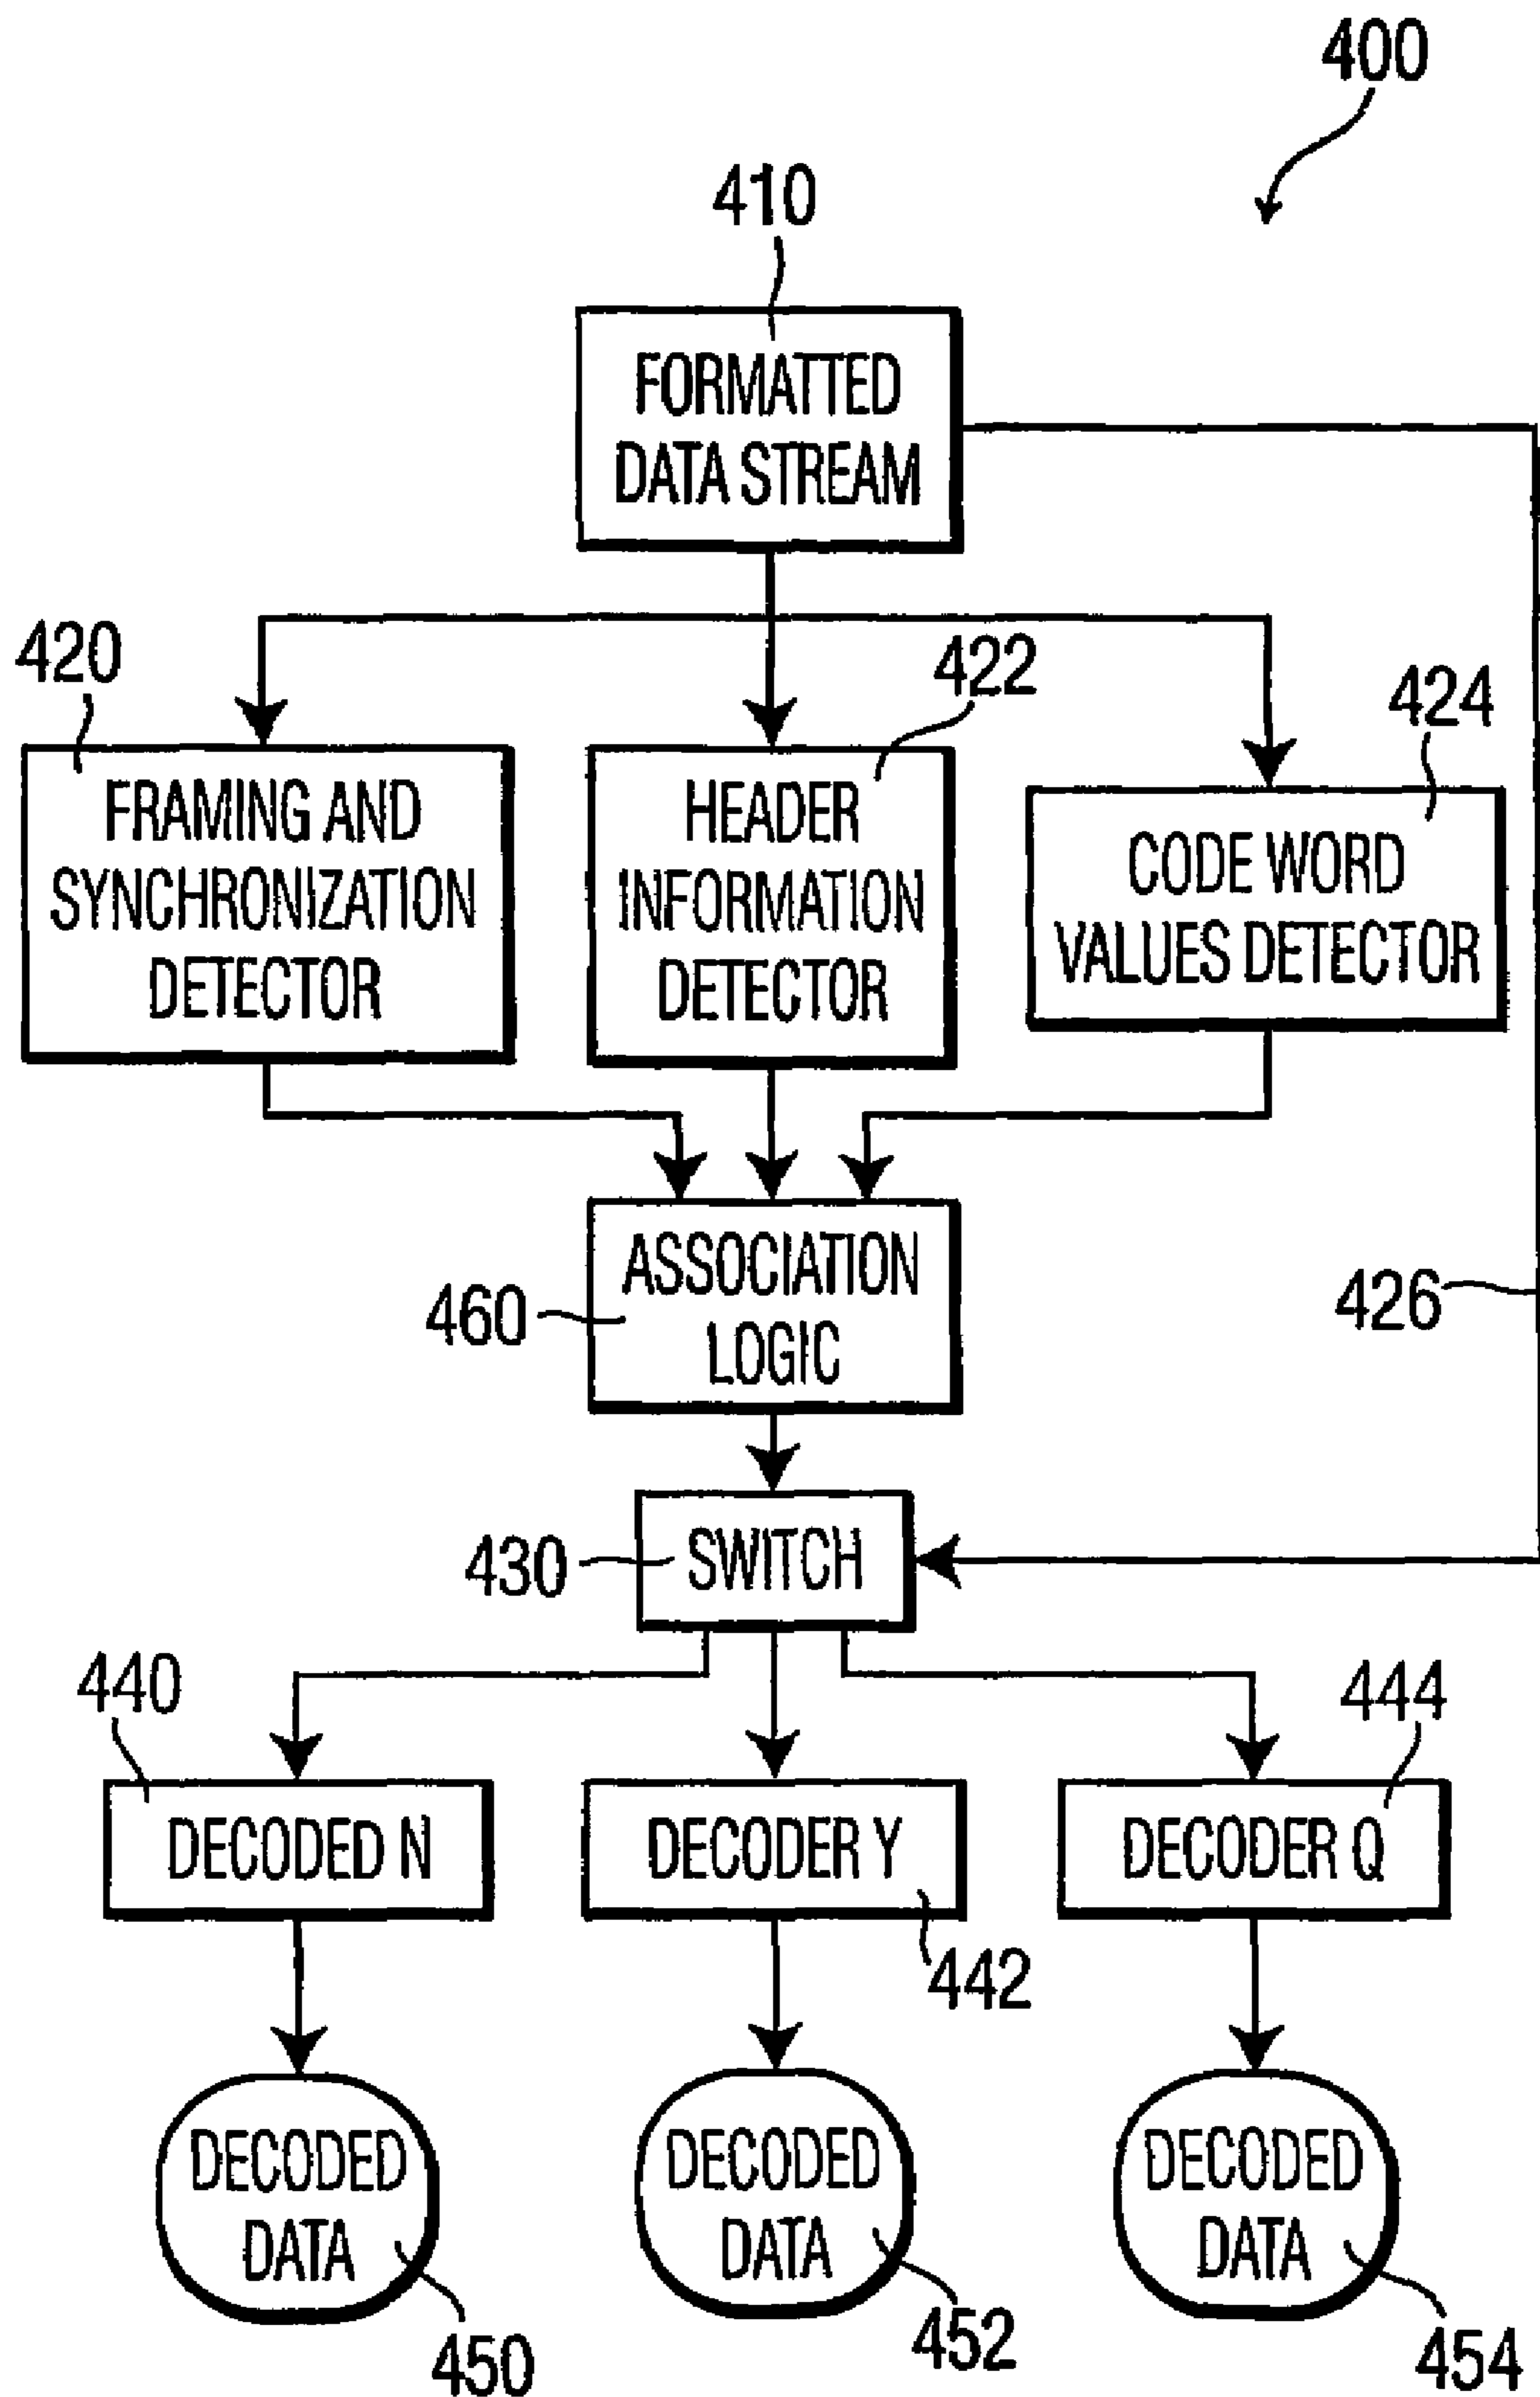 400
410
FORMATTED
DATA STREAM
420
422
424
FRAMING AND
SYNCHRONIZATION
DETECTOR
HEADER
INFORMATION
DETECTOR
CODE WORD
VALUES DETECTOR
426
460
ASSOCIATION
LOGIC
430
SWITCH
440
444
DECODED N
DECODER Y
DECODER Q
442
DECODED
DATA
DECODED
DATA
DECODED
DATA
450
452
454